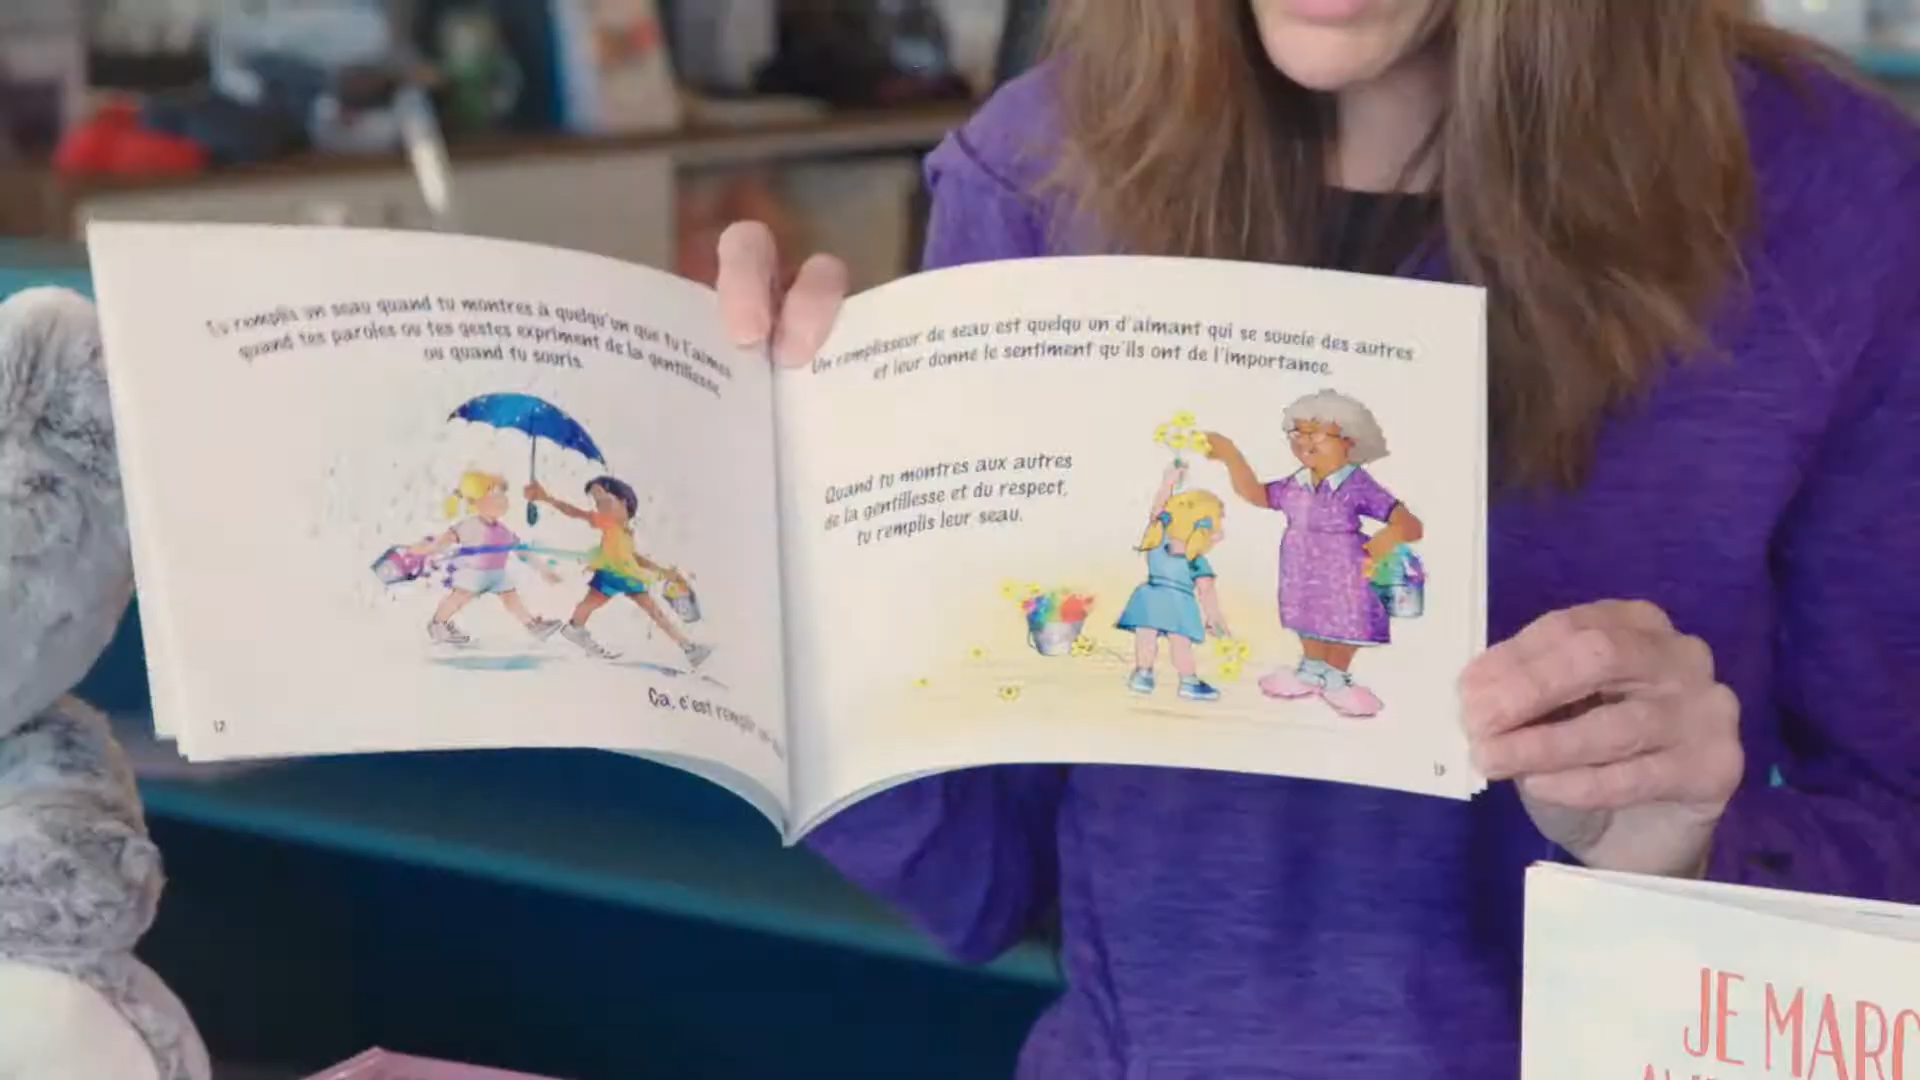 Tu remplis un seau quand tu montres à quelqu'un que tu l'aimes
quand tes paroles ou tes gestes expriment de la gentillesse,
ou quand tu souris.
Ça, c'est remplir
12
Un remplisseur de seau est quelqu'un d'aimant qui se soucie des autres
et leur donne le sentiment qu'ils ont de l'importance.
Quand tu montres aux autres
de la gentillesse et du respect,
tu remplis leur seau.
13
JE MARC